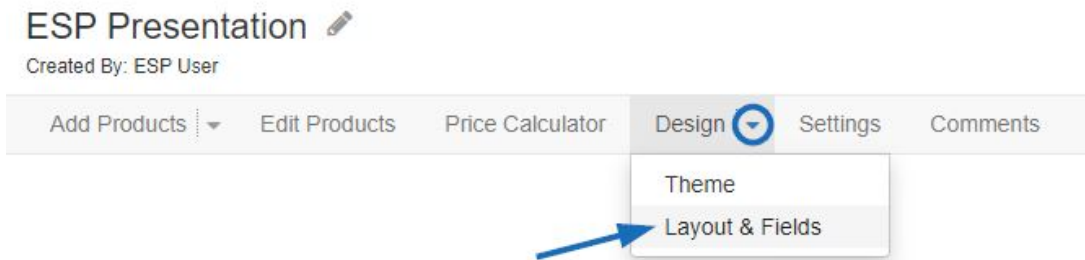 ESP Presentation
Created By: ESP User
Add Products Edit Products Price Calculator Design Settings Comments
Theme
Layout & Fields